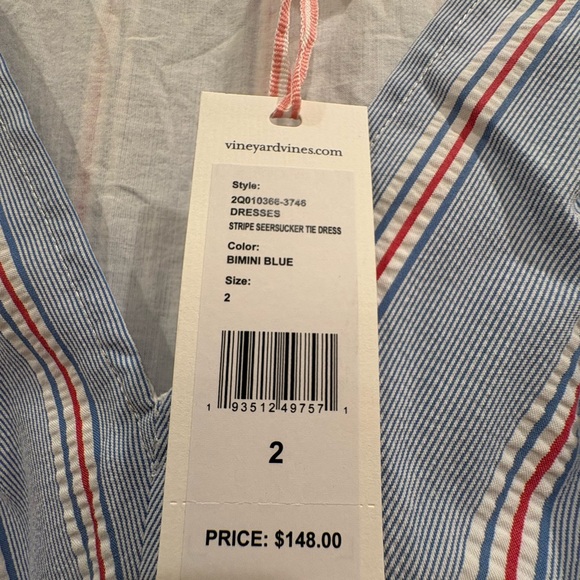 vineyardvines.com
Style:
2Q010366-3746
DRESSES
STRIPE SEERSUCKER TIE DRESS
Color:
BIMINI BLUE
Size:
2
1 93512 49757 1
2
PRICE: $148.00